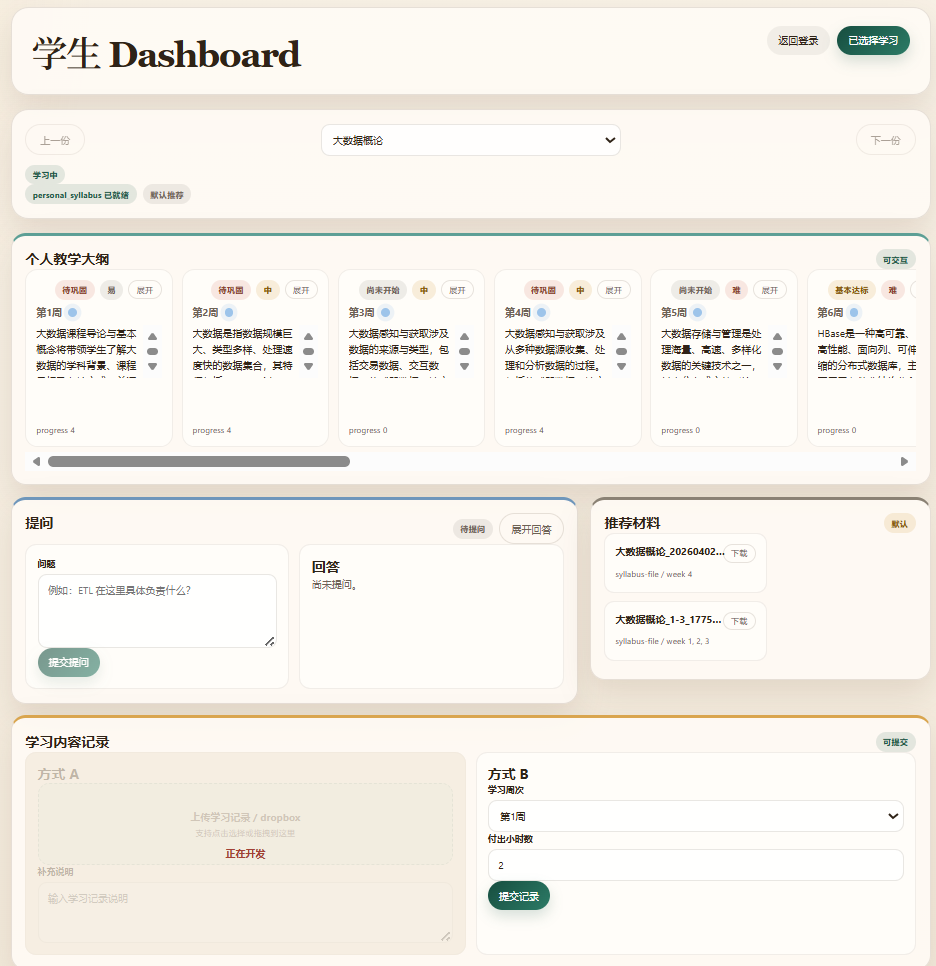 学生 Dashboard
返回登录
已选择学习
上一份
大数据概论
下一份
学习中
personal_syllabus 已就绪
默认推荐
个人教学大纲
可交互
待巩固
易
展开
第1周
大数据课程导论与基本
概念将带领学生了解大
数据的学科背景、课程
progress 4
待巩固
中
展开
第2周
大数据是指数据规模巨
大、类型多样、处理速
度快的数据集合，其特
progress 4
尚未开始
中
展开
第3周
大数据感知与获取涉及
数据的来源与类型，包
括交易数据、交互数
progress 0
待巩固
中
展开
第4周
大数据感知与获取涉及
从多种数据源收集、处
理和分析数据的过程。
progress 4
尚未开始
难
展开
第5周
大数据存储与管理是处
理海量、高速、多样化
数据的关键技术之一，
progress 0
基本达标
难
第6周
HBase是一种高可靠、
高性能、面向列、可伸
缩的分布式数据库，主
progress 0
提问
待提问
展开回答
问题
例如：ETL 在这里具体负责什么？
提交提问
回答
尚未提问。
推荐材料
默认
大数据概论_20260402...
下载
syllabus-file / week 4
大数据概论_1-3_1775...
下载
syllabus-file / week 1, 2, 3
学习内容记录
可提交
方式 A
上传学习记录 / dropbox
支持点击选择或拖拽到这里
正在开发
补充说明
输入学习记录说明
方式 B
学习周次
第1周
付出小时数
2
提交记录